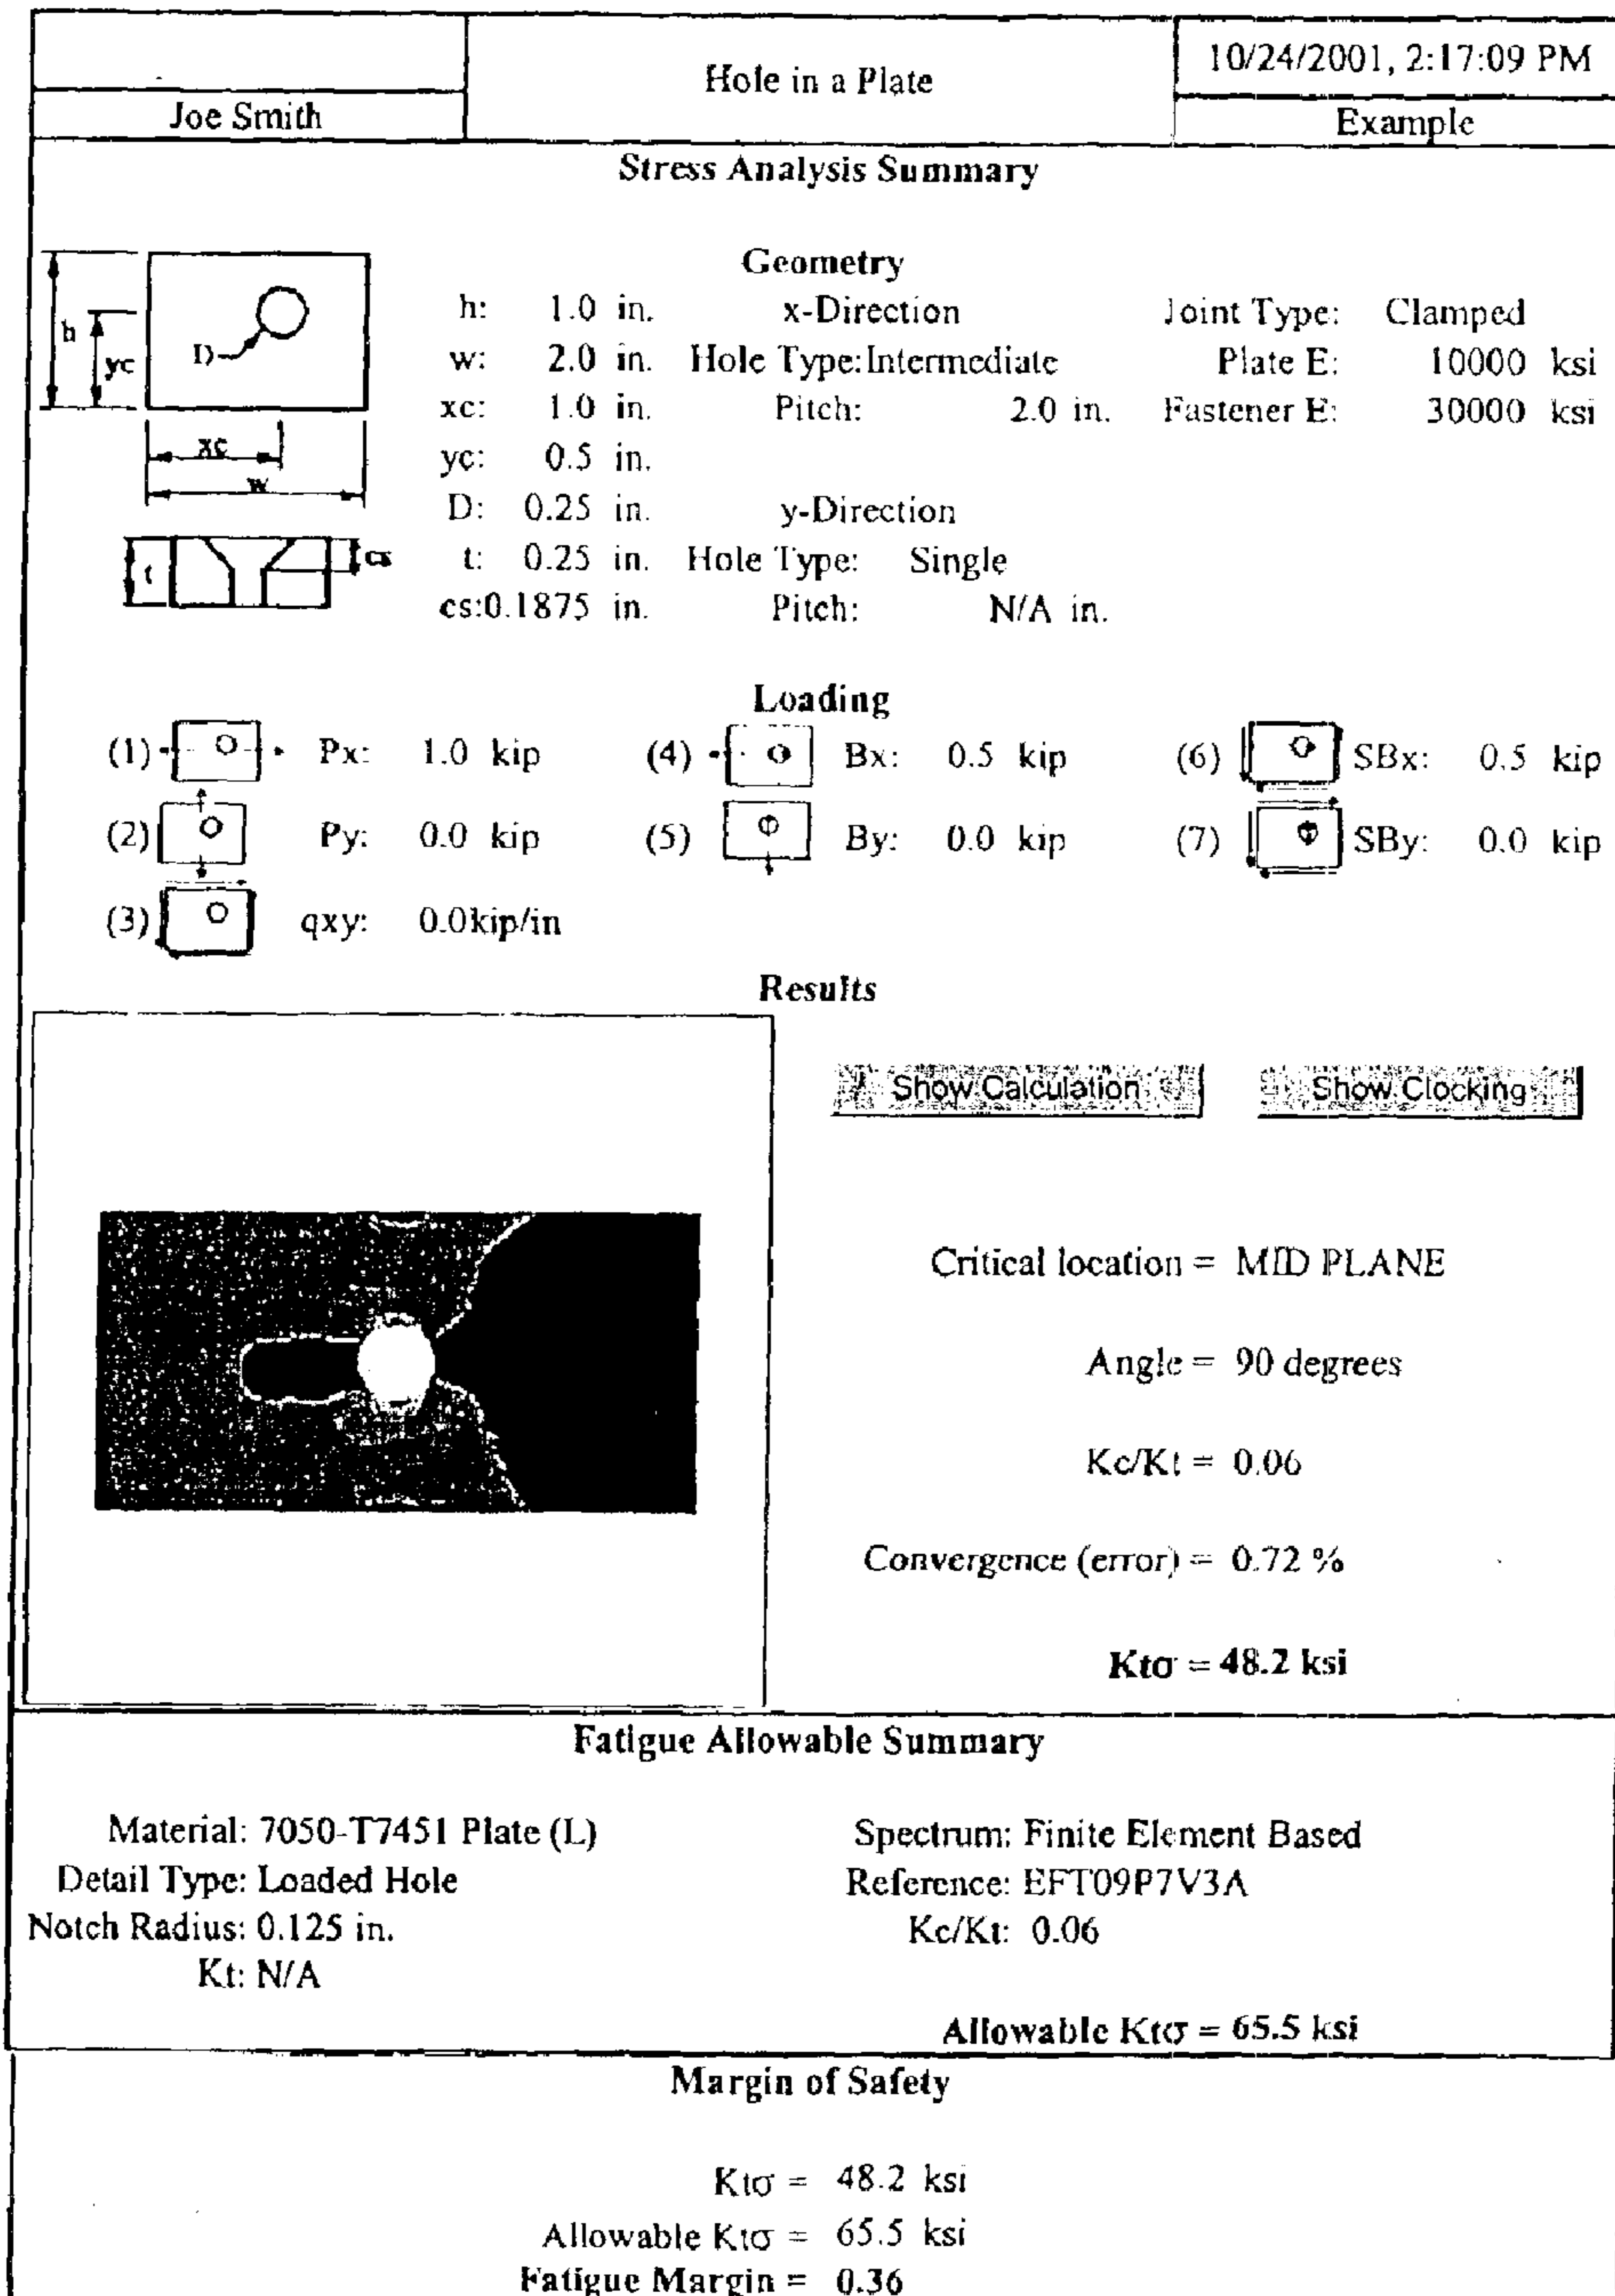 Hole in a Plate
10/24/2001, 2:17:09 PM
Joe Smith
Example
Stress Analysis Summary
Geometry
h: 1.0 in. x-Direction Joint Type: Clamped
w: 2.0 in. Hole Type: Intermediate Plate E: 10000 ksi
xc: 1.0 in. Pitch: 2.0 in. Fastener E: 30000 ksi
yc: 0.5 in.
D: 0.25 in. y-Direction
t: 0.25 in. Hole Type: Single
cs:0.1875 in. Pitch: N/A in.
h
yc
D
xc
w
t
cs
Loading
(1) Px: 1.0 kip (4) Bx: 0.5 kip (6) SBx: 0.5 kip
(2) Py: 0.0 kip (5) By: 0.0 kip (7) SBy: 0.0 kip
(3) qxy: 0.0kip/in
Results
Show Calculation Show Clocking
Critical location = MID PLANE
Angle = 90 degrees
Kc/Kt = 0.06
Convergence (error) = 0.72 %
Ktσ = 48.2 ksi
Fatigue Allowable Summary
Material: 7050-T7451 Plate (L) Spectrum: Finite Element Based
Detail Type: Loaded Hole Reference: EFT09P7V3A
Notch Radius: 0.125 in. Kc/Kt: 0.06
Kt: N/A
Allowable Ktσ = 65.5 ksi
Margin of Safety
Ktσ = 48.2 ksi
Allowable Ktσ = 65.5 ksi
Fatigue Margin = 0.36